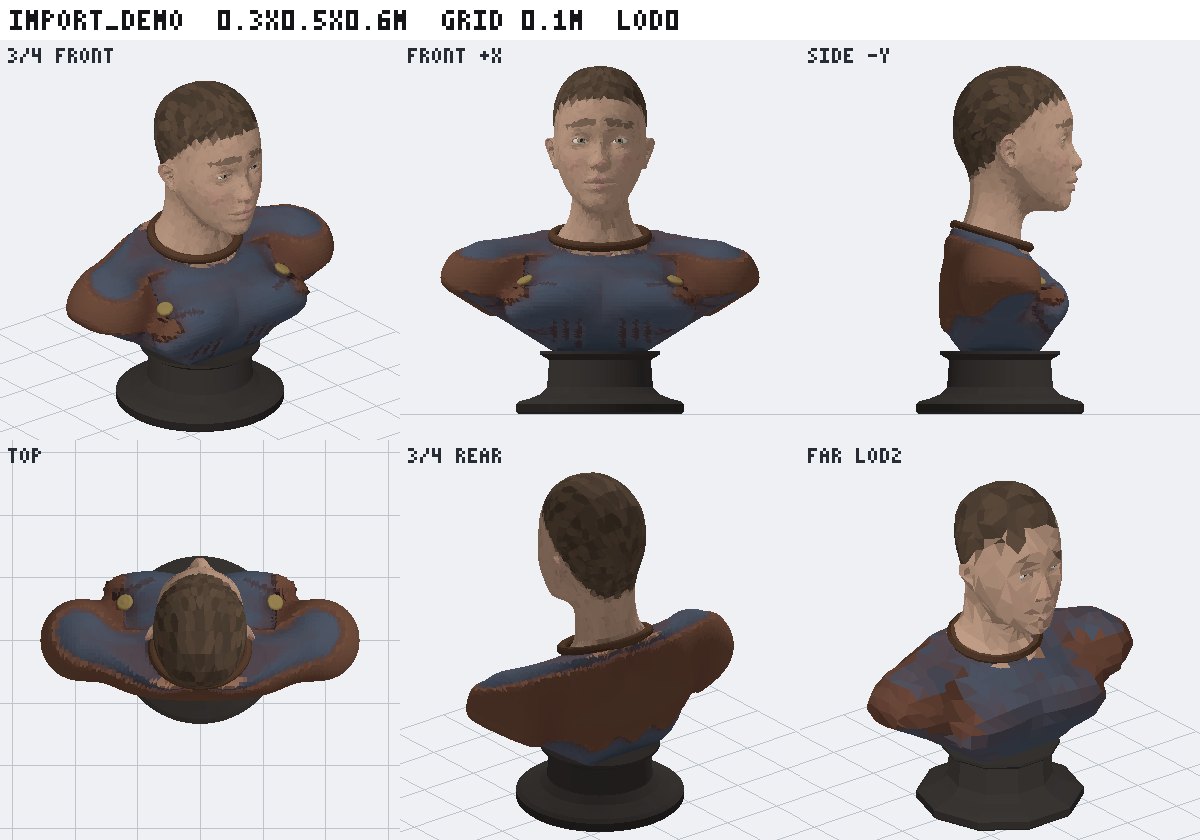 IMPORT_DEMO 0.3X0.5X0.6M GRID 0.1M LOD0
3/4 FRONT
FRONT +X
SIDE -Y
TOP
3/4 REAR
FAR LOD2